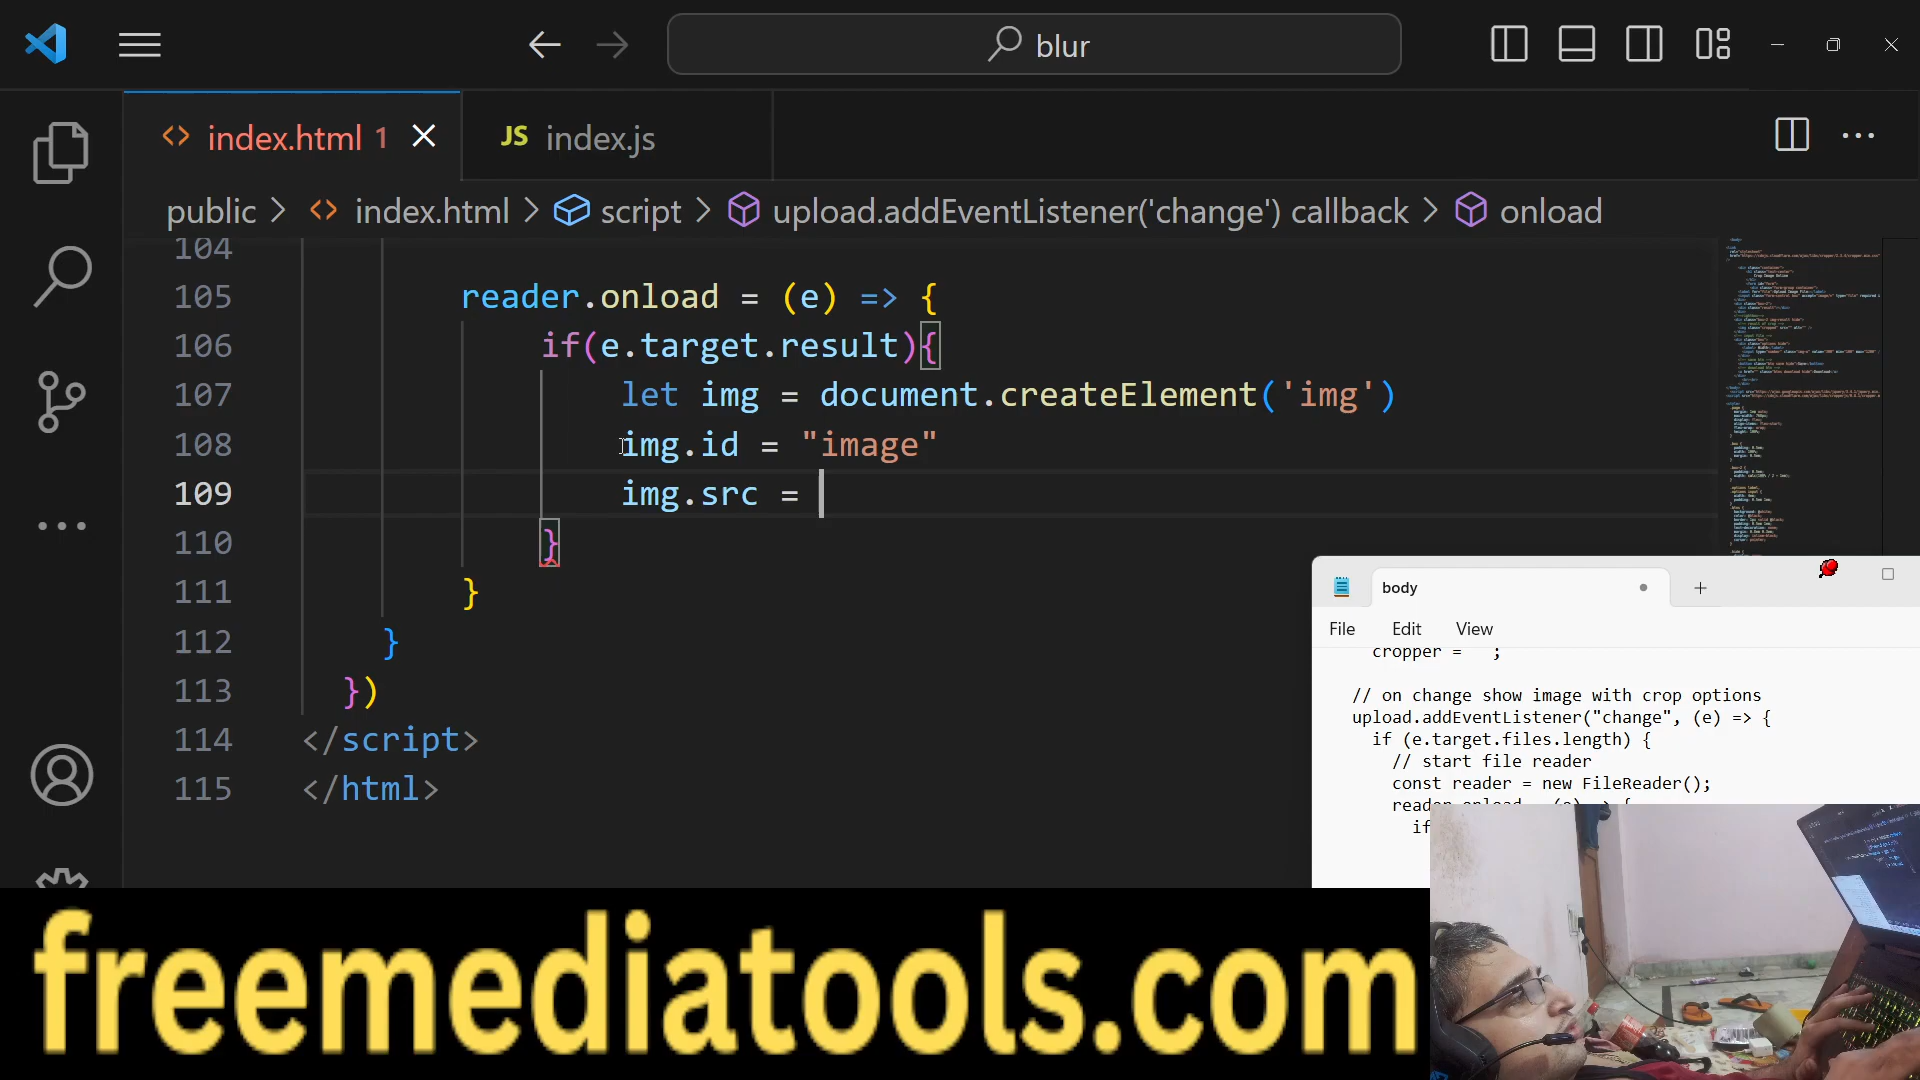 blur
index.html 1
JS index.js
public > index.html > script > upload.addEventListener('change') callback > onload
104
105 reader.onload = (e) => {
106 if(e.target.result){
107 let img = document.createElement('img')
108 img.id = "image"
109 img.src =
110 }
111 }
112 }
113 })
114 </script>
115 </html>
body
File Edit View
cropper = ;
// on change show image with crop options
upload.addEventListener("change", (e) => {
if (e.target.files.length) {
// start file reader
const reader = new FileReader();
if
freemediatools.com